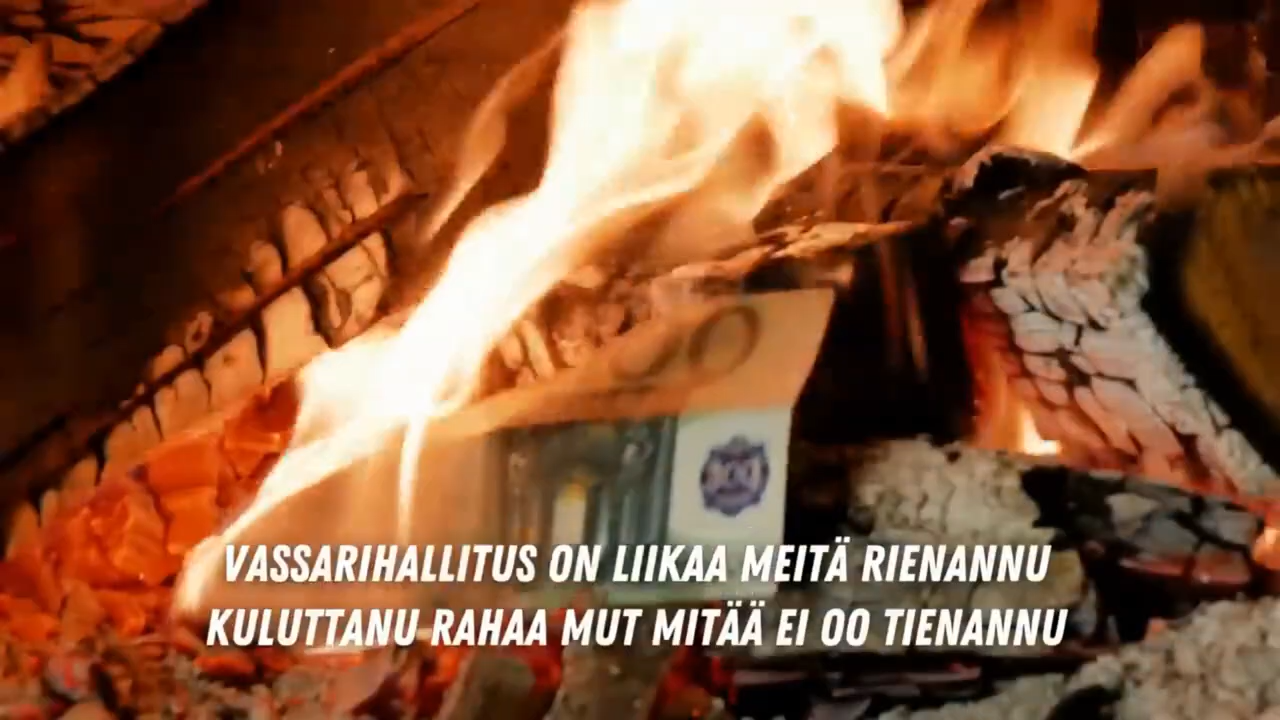 VASSARIHALLITUS ON LIIKAA MEITÄ RIENANNU
KULUTTANU RAHAA MUT MITÄÄ EI OO TIENANNU